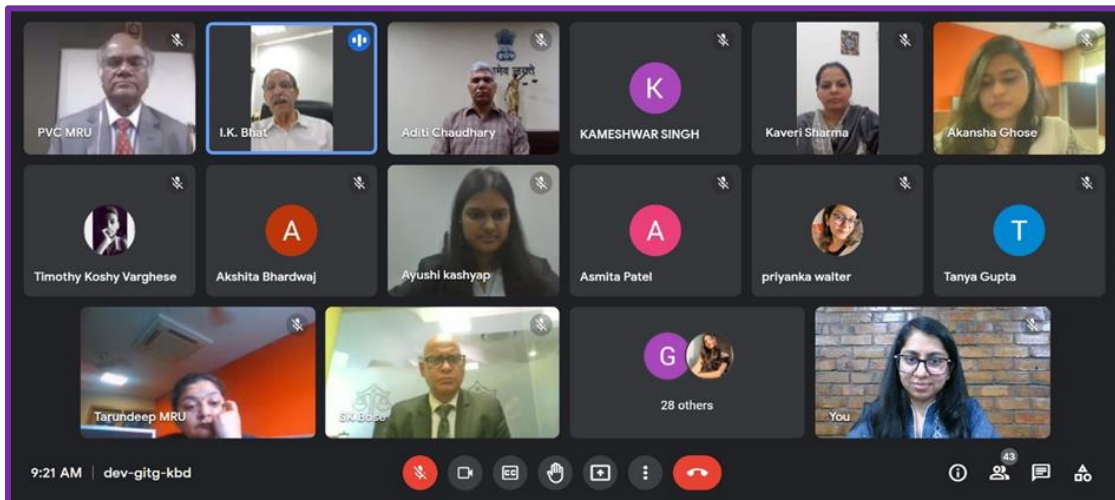 मेव जयते
PVC MRU
I.K. Bhat
Aditi Chaudhary
K
KAMESHWAR SINGH
Kaveri Sharma
Akansha Ghose
Timothy Koshy Varghese
A
Akshita Bhardwaj
Ayushi kashyap
A
Asmita Patel
priyanka walter
T
Tanya Gupta
Tarundeep MRU
SK Bose
G
28 others
You
9:21 AM | dev-gitg-kbd
CC
43